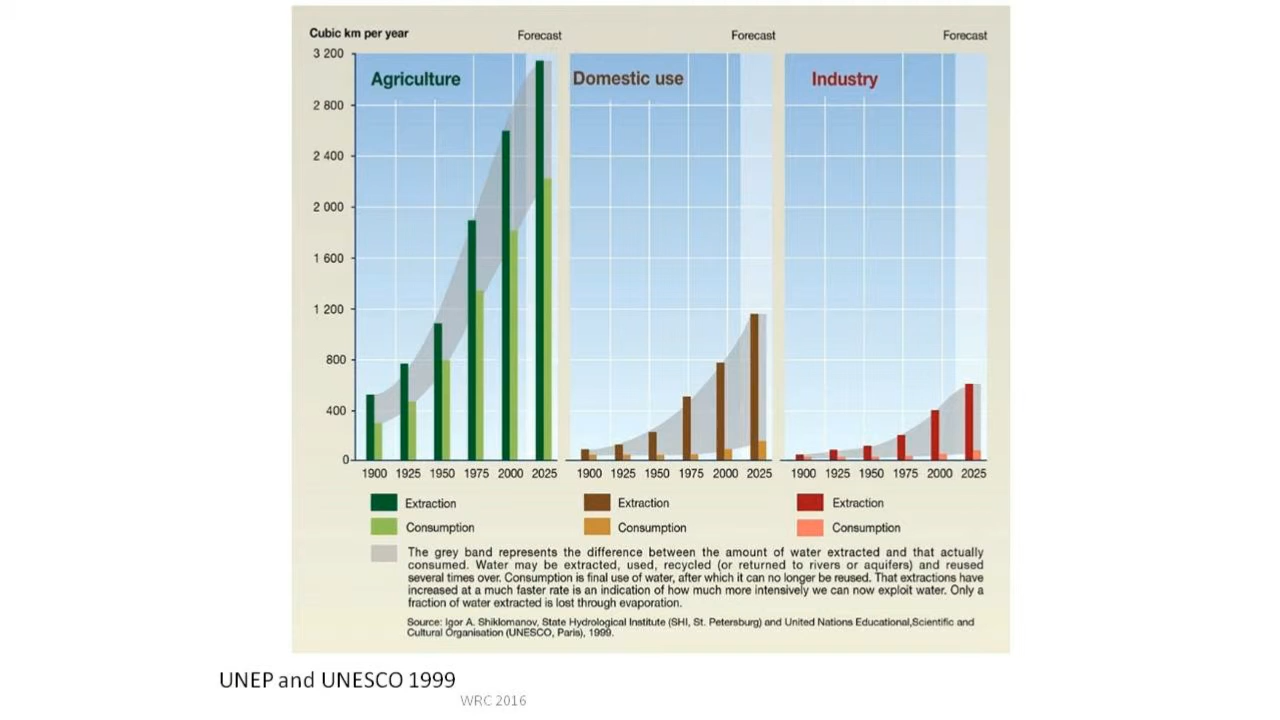 Cubic km per year
Forecast
Forecast
Forecast
3 200
2 800
2 400
2 000
1 600
1 200
800
400
0
Agriculture
Domestic use
Industry
1900 1925 1950 1975 2000 2025
1900 1925 1950 1975 2000 2025
1900 1925 1950 1975 2000 2025
Extraction
Consumption
Extraction
Consumption
Extraction
Consumption
The grey band represents the difference between the amount of water extracted and that actually
consumed. Water may be extracted, used, recycled (or returned to rivers or aquifers) and reused
several times over. Consumption is final use of water, after which it can no longer be reused. That extractions have
increased at a much faster rate is an indication of how much more intensively we can now exploit water. Only a
fraction of water extracted is lost through evaporation.
Source: Igor A. Shiklomanov, State Hydrological Institute (SHI, St. Petersburg) and United Nations Educational,Scientific and
Cultural Organisation (UNESCO, Paris), 1999.
UNEP and UNESCO 1999
WRC 2016